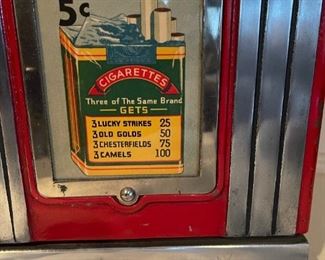 5¢
CIGARETTES
Three of The Same Brand
GETS
3 LUCKY STRIKES 25
3 OLD GOLDS 50
3 CHESTERFIELDS 75
3 CAMELS 100